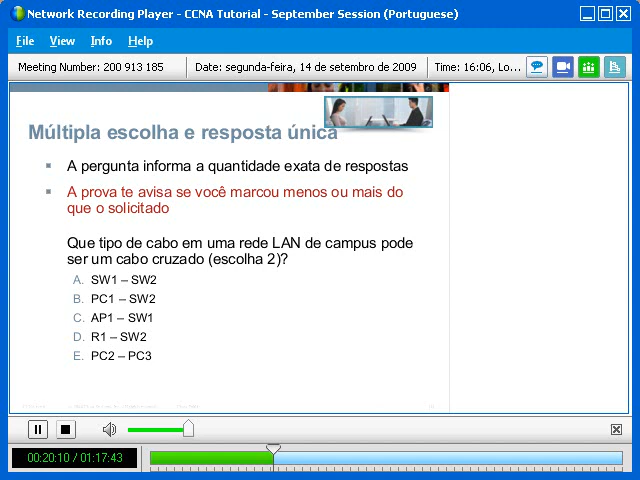 Network Recording Player - CCNA Tutorial - September Session (Portuguese)
File View Info Help
Meeting Number: 200 913 185 Date: segunda-feira, 14 de setembro de 2009 Time: 16:06, Lo...
Múltipla escolha e resposta única
A pergunta informa a quantidade exata de respostas
A prova te avisa se você marcou menos ou mais do
que o solicitado
Que tipo de cabo em uma rede LAN de campus pode
ser um cabo cruzado (escolha 2)?
A. SW1 – SW2
B. PC1 – SW2
C. AP1 – SW1
D. R1 – SW2
E. PC2 – PC3
00:20:10 / 01:17:43